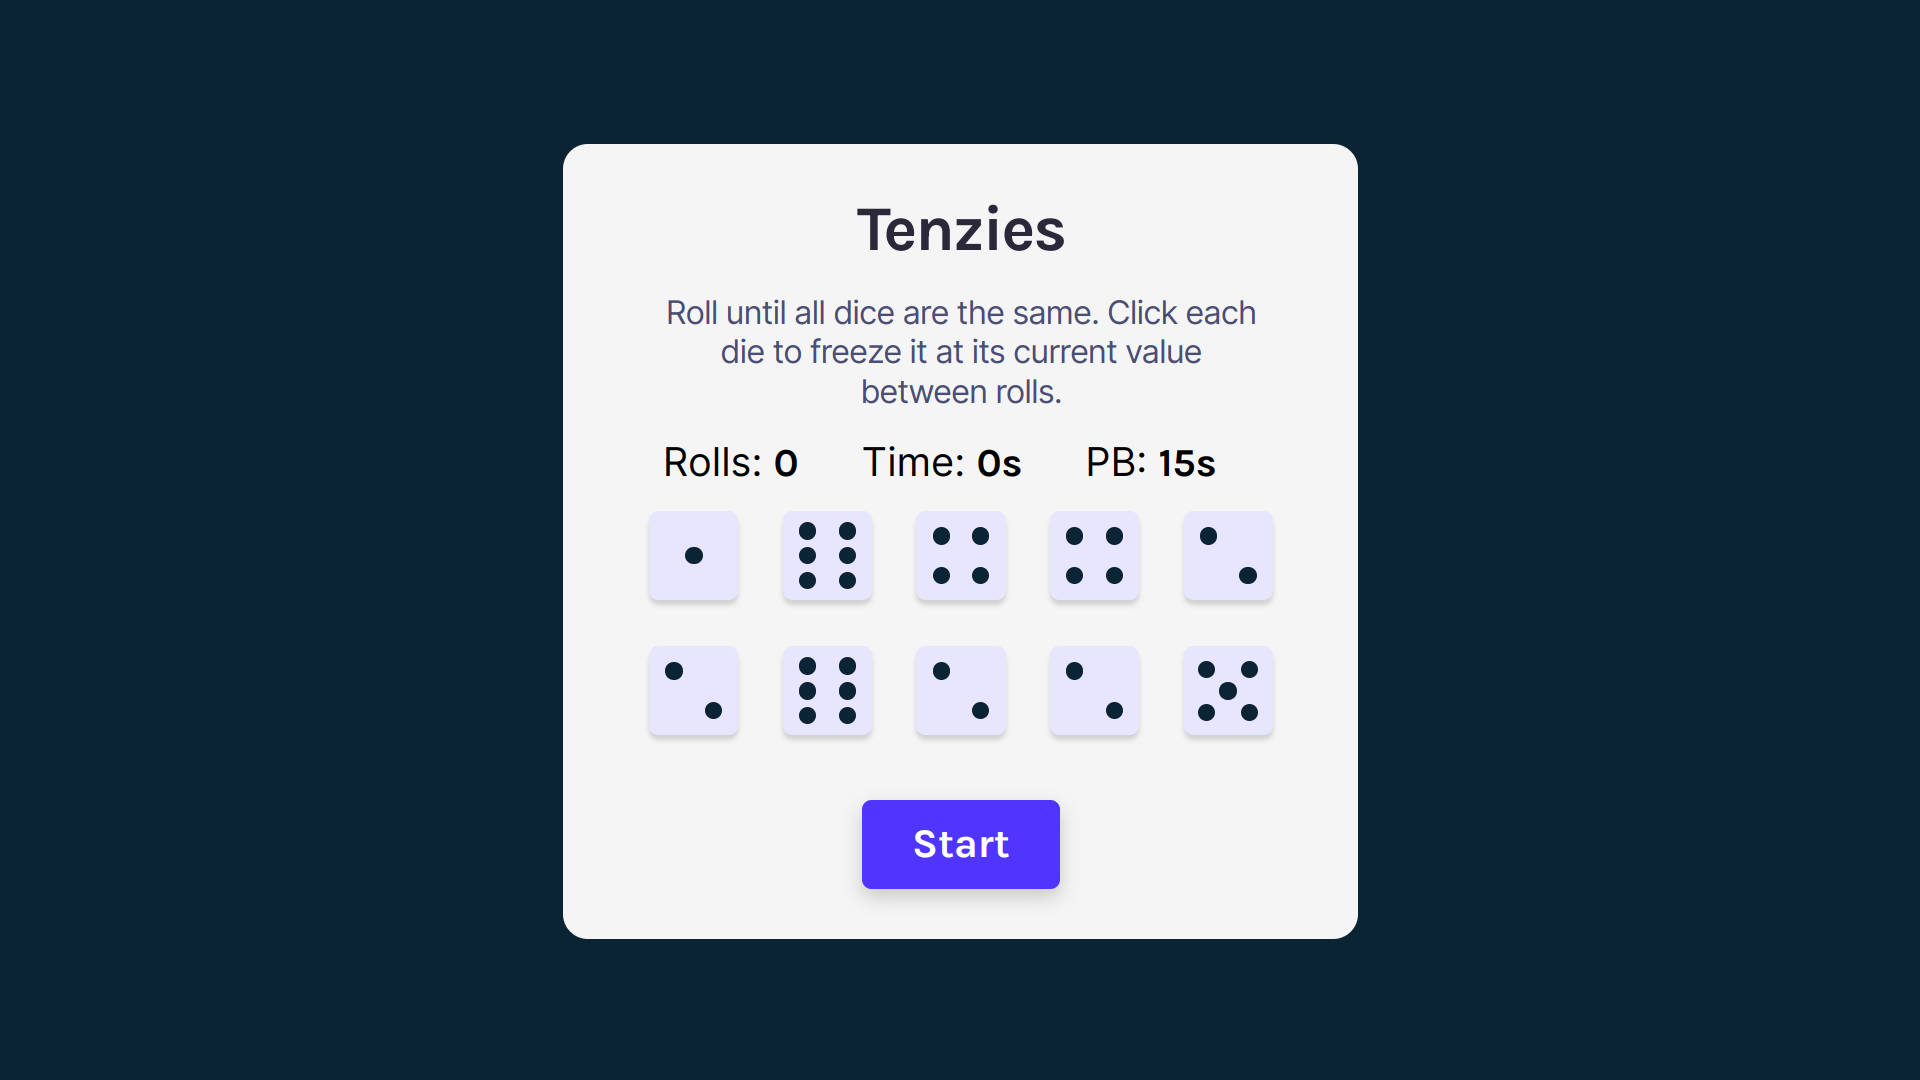 Tenzies
Roll until all dice are the same. Click each
die to freeze it at its current value
between rolls.
Rolls: 0 Time: 0s PB: 15s
Start